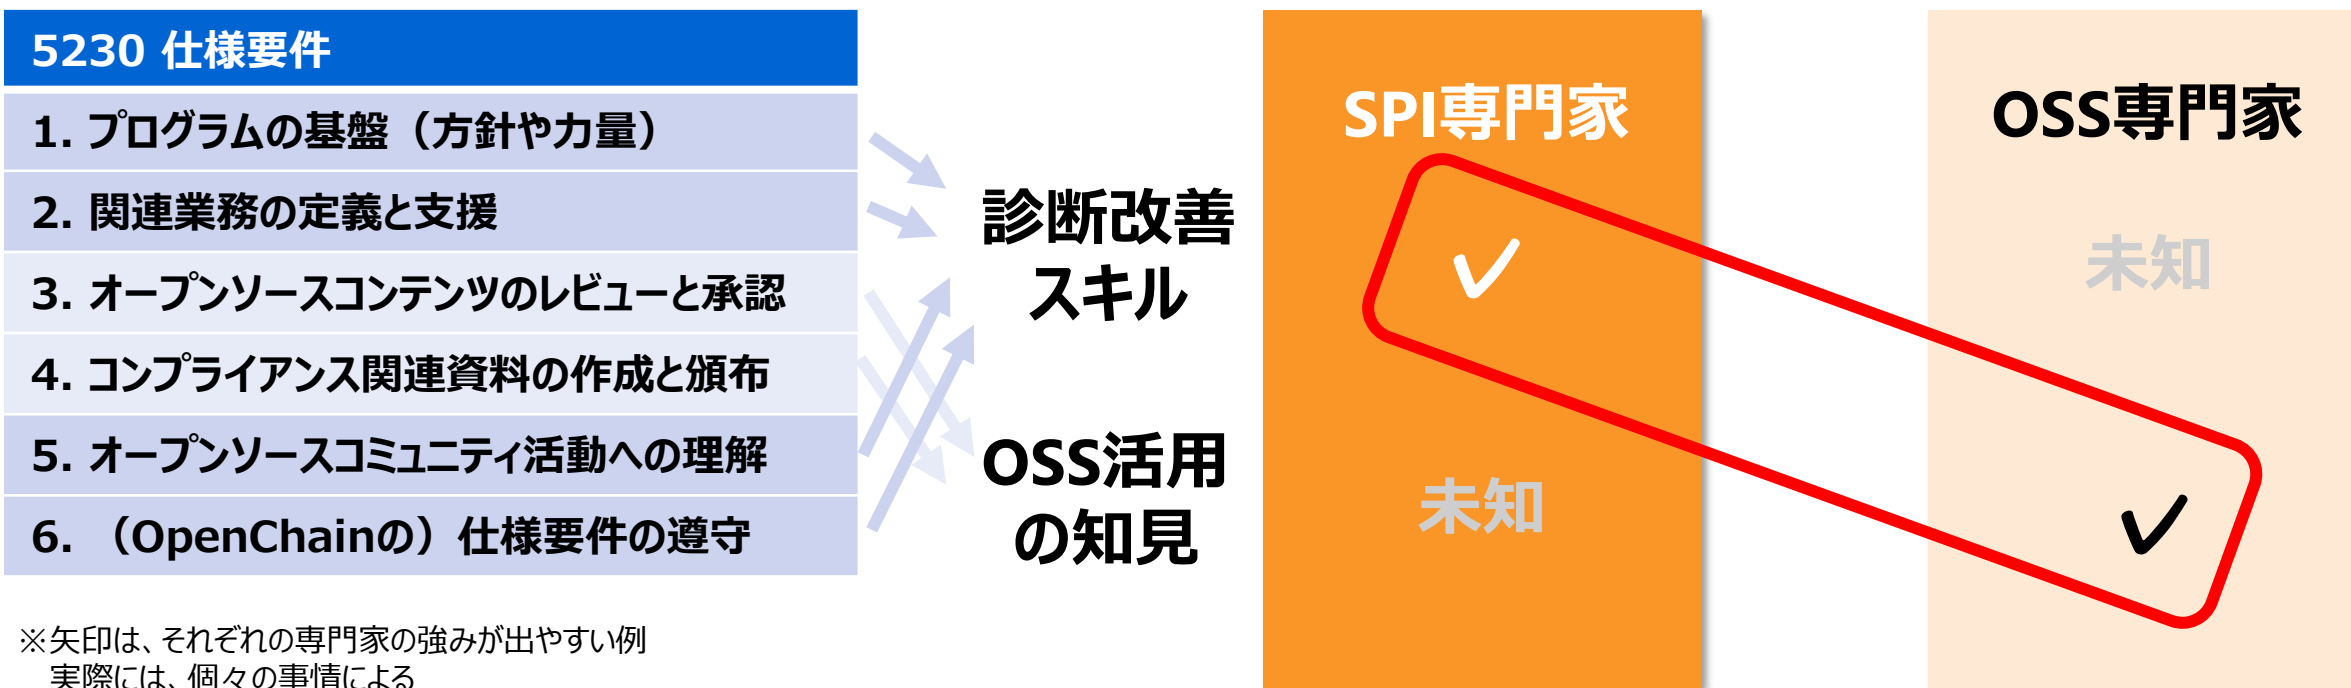 5230 仕様要件
1. プログラムの基盤（方針や力量）
2. 関連業務の定義と支援
3. オープンソースコンテンツのレビューと承認
4. コンプライアンス関連資料の作成と頒布
5. オープンソースコミュニティ活動への理解
6. （OpenChainの）仕様要件の遵守
※矢印は、それぞれの専門家の強みが出やすい例
実際には、個々の事情による
診断改善
スキル
OSS活用
の知見
SPI専門家
✓
未知
OSS専門家
未知
✓